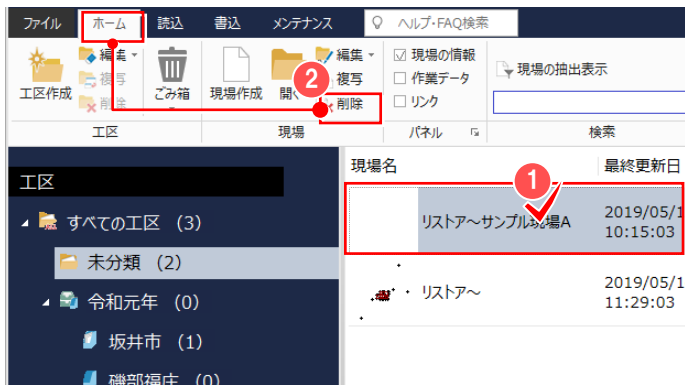 ファイル ホーム 読込 書込 メンテナンス ヘルプ・FAQ検索
工区作成 編集 複写 削除 ごみ箱
工区
現場作成 開く 編集 複写 削除
現場
現場の情報
作業データ
リンク
パネル
現場の抽出表示
検索
2
工区
すべての工区 (3)
未分類 (2)
令和元年 (0)
坂井市 (1)
磯部福庄 (0)
現場名 最終更新日
1
リストア～サンプル現場A 2019/05/1
10:15:03
リストア～ 2019/05/1
11:29:03